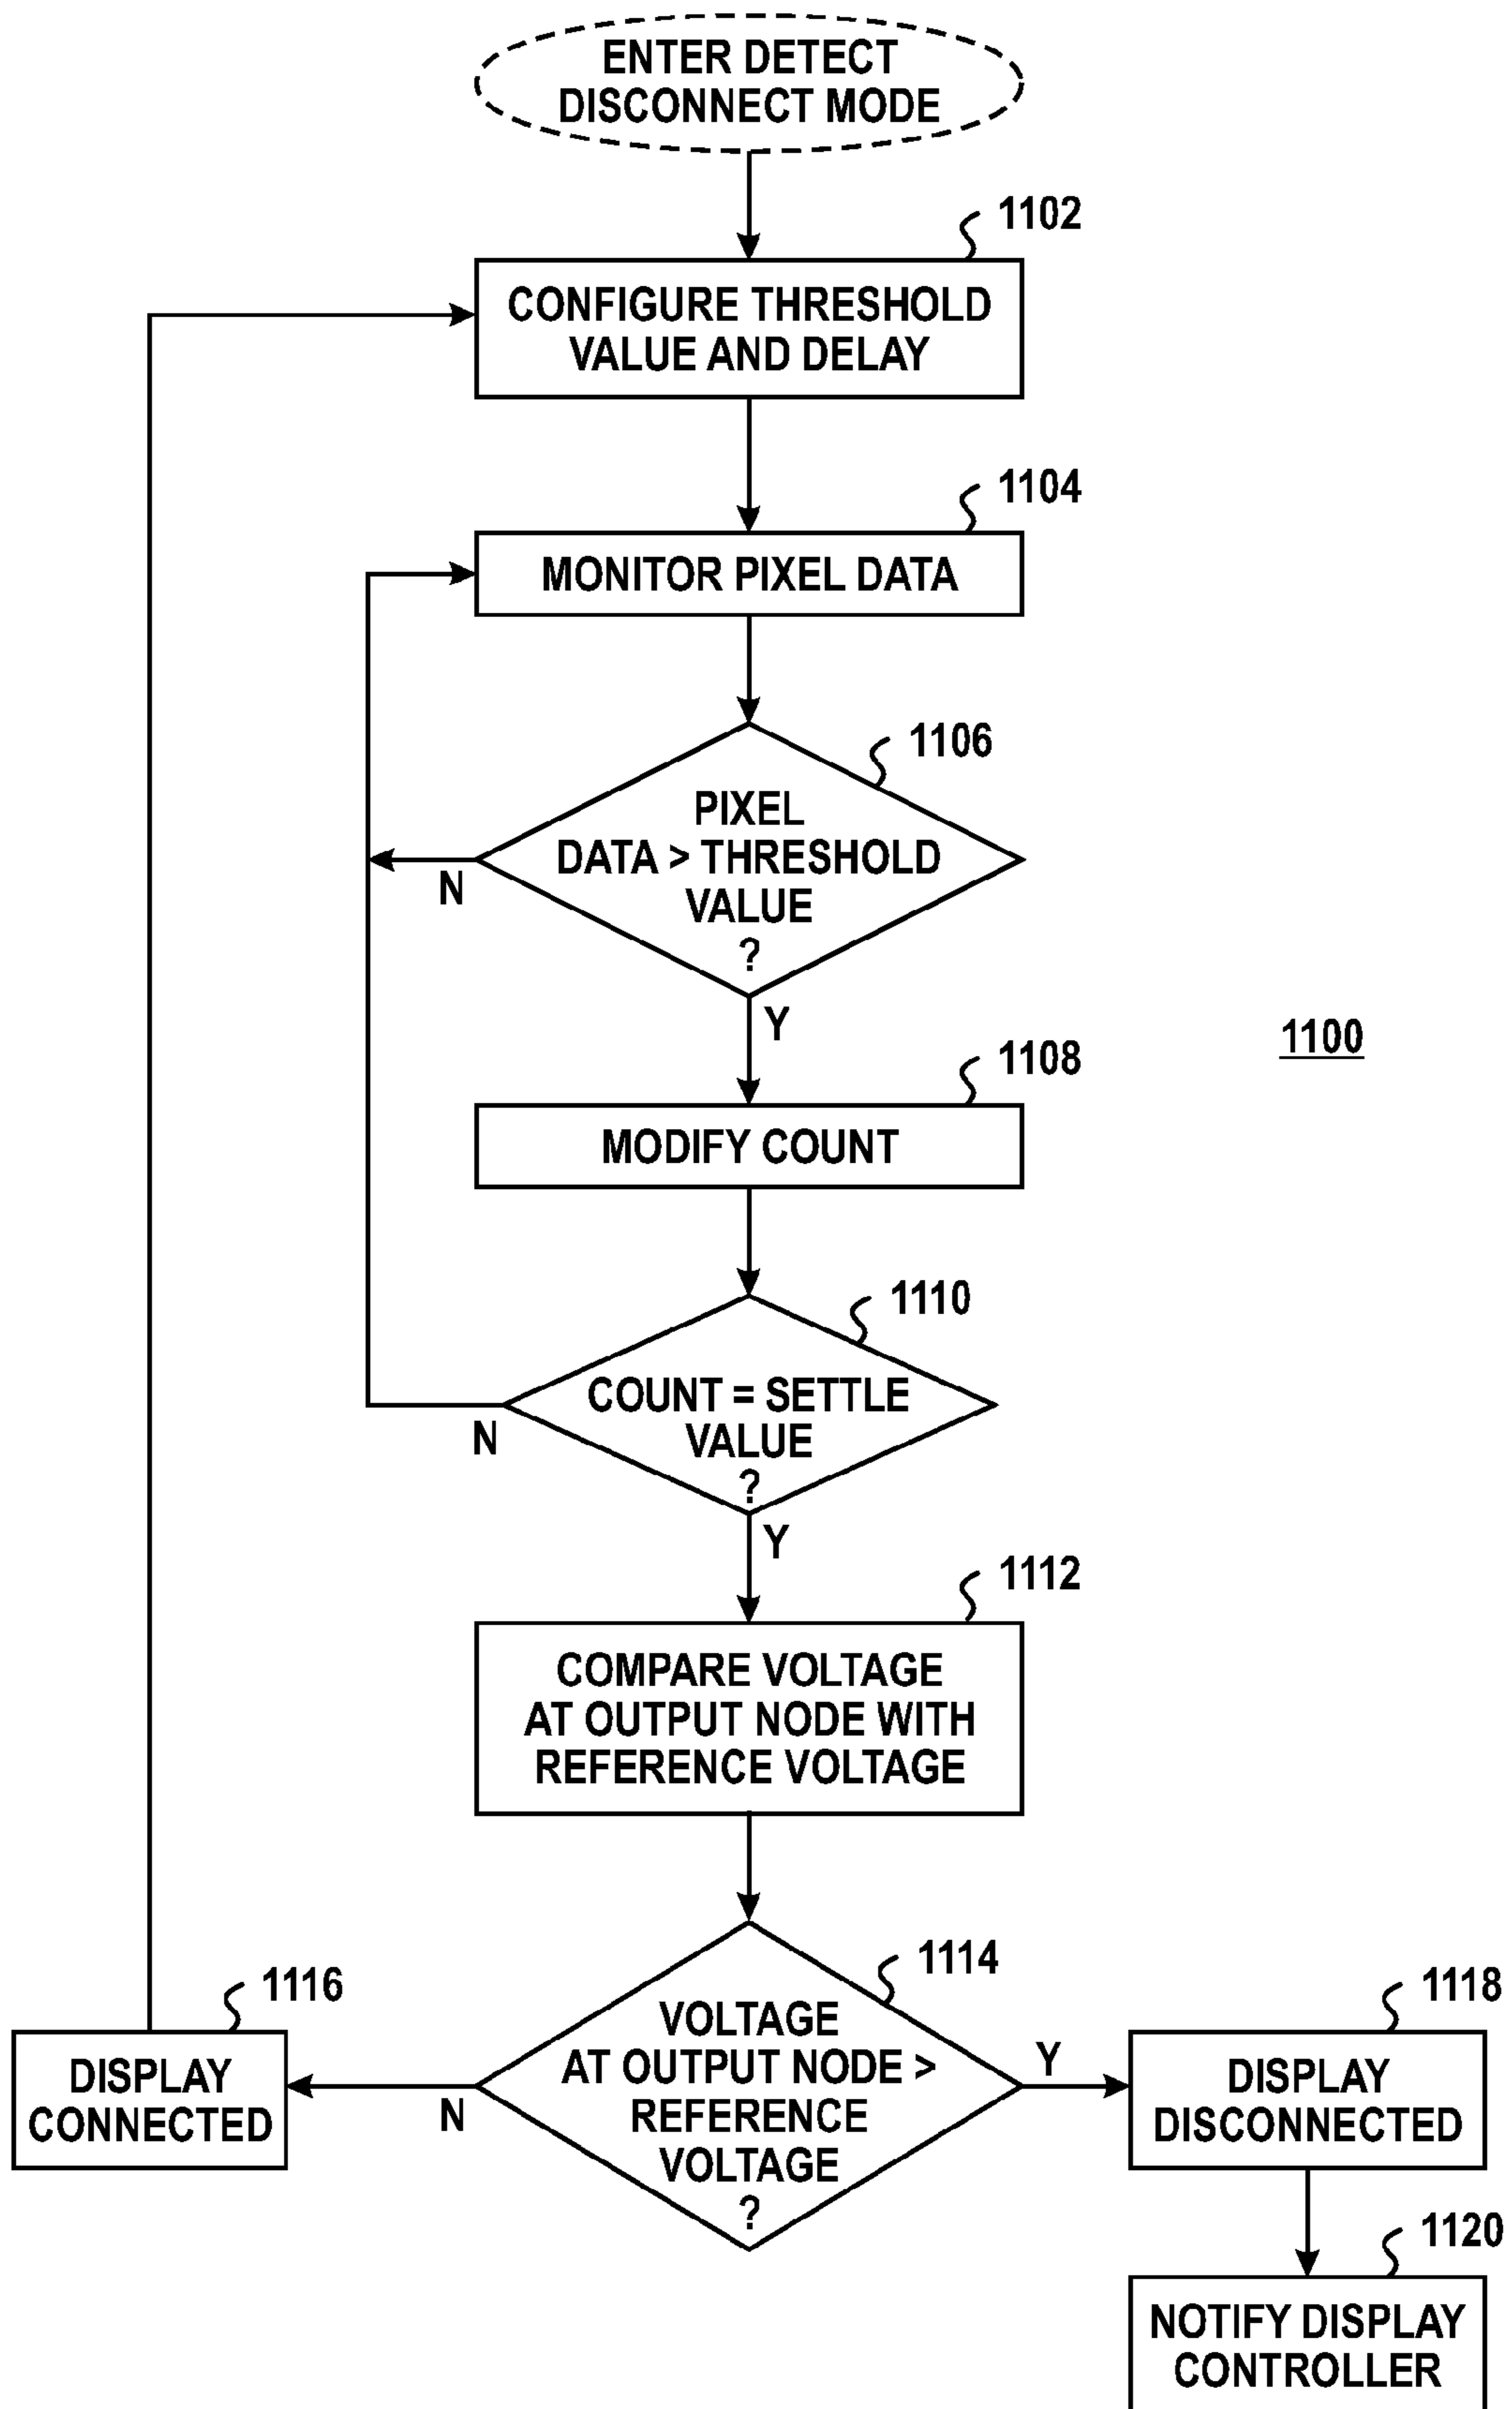 ENTER DETECT
DISCONNECT MODE
1102
CONFIGURE THRESHOLD
VALUE AND DELAY
1104
MONITOR PIXEL DATA
1106
PIXEL
DATA > THRESHOLD
VALUE
?
N
Y
1100
1108
MODIFY COUNT
1110
COUNT = SETTLE
VALUE
?
N
Y
1112
COMPARE VOLTAGE
AT OUTPUT NODE WITH
REFERENCE VOLTAGE
1114
VOLTAGE
AT OUTPUT NODE >
REFERENCE
VOLTAGE
?
N
Y
1116
DISPLAY
CONNECTED
1118
DISPLAY
DISCONNECTED
1120
NOTIFY DISPLAY
CONTROLLER